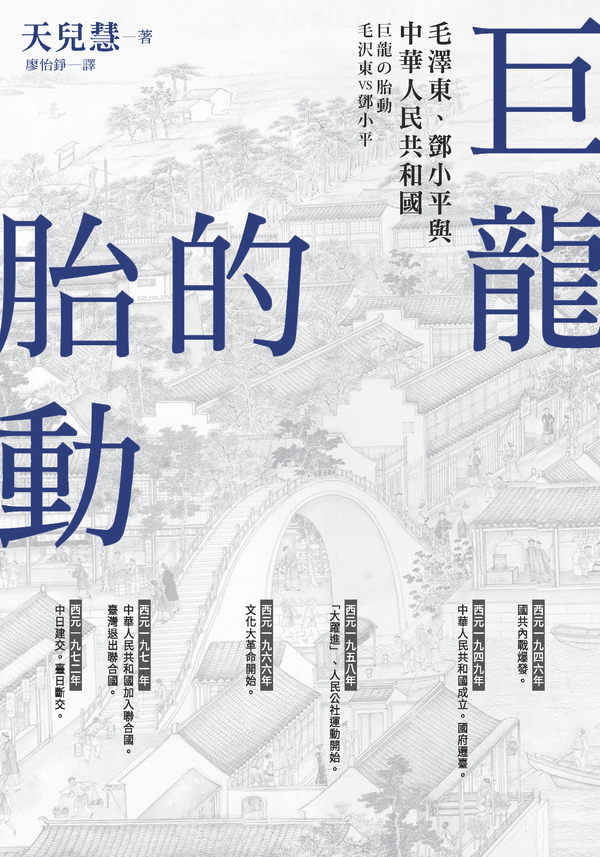 巨龍
的
胎動
毛澤東、鄧小平與
中華人民共和國
巨龍の胎動
毛沢東VS鄧小平
天兒慧—著
廖怡錚—譯
西元一九四六年
國共內戰爆發。
西元一九四九年
中華人民共和國成立。國府遷臺。
西元一九五八年
「大躍進」、人民公社運動開始。
西元一九六六年
文化大革命開始。
西元一九七一年
中華人民共和國加入聯合國。
臺灣退出聯合國。
西元一九七二年
中日建交。臺日斷交。